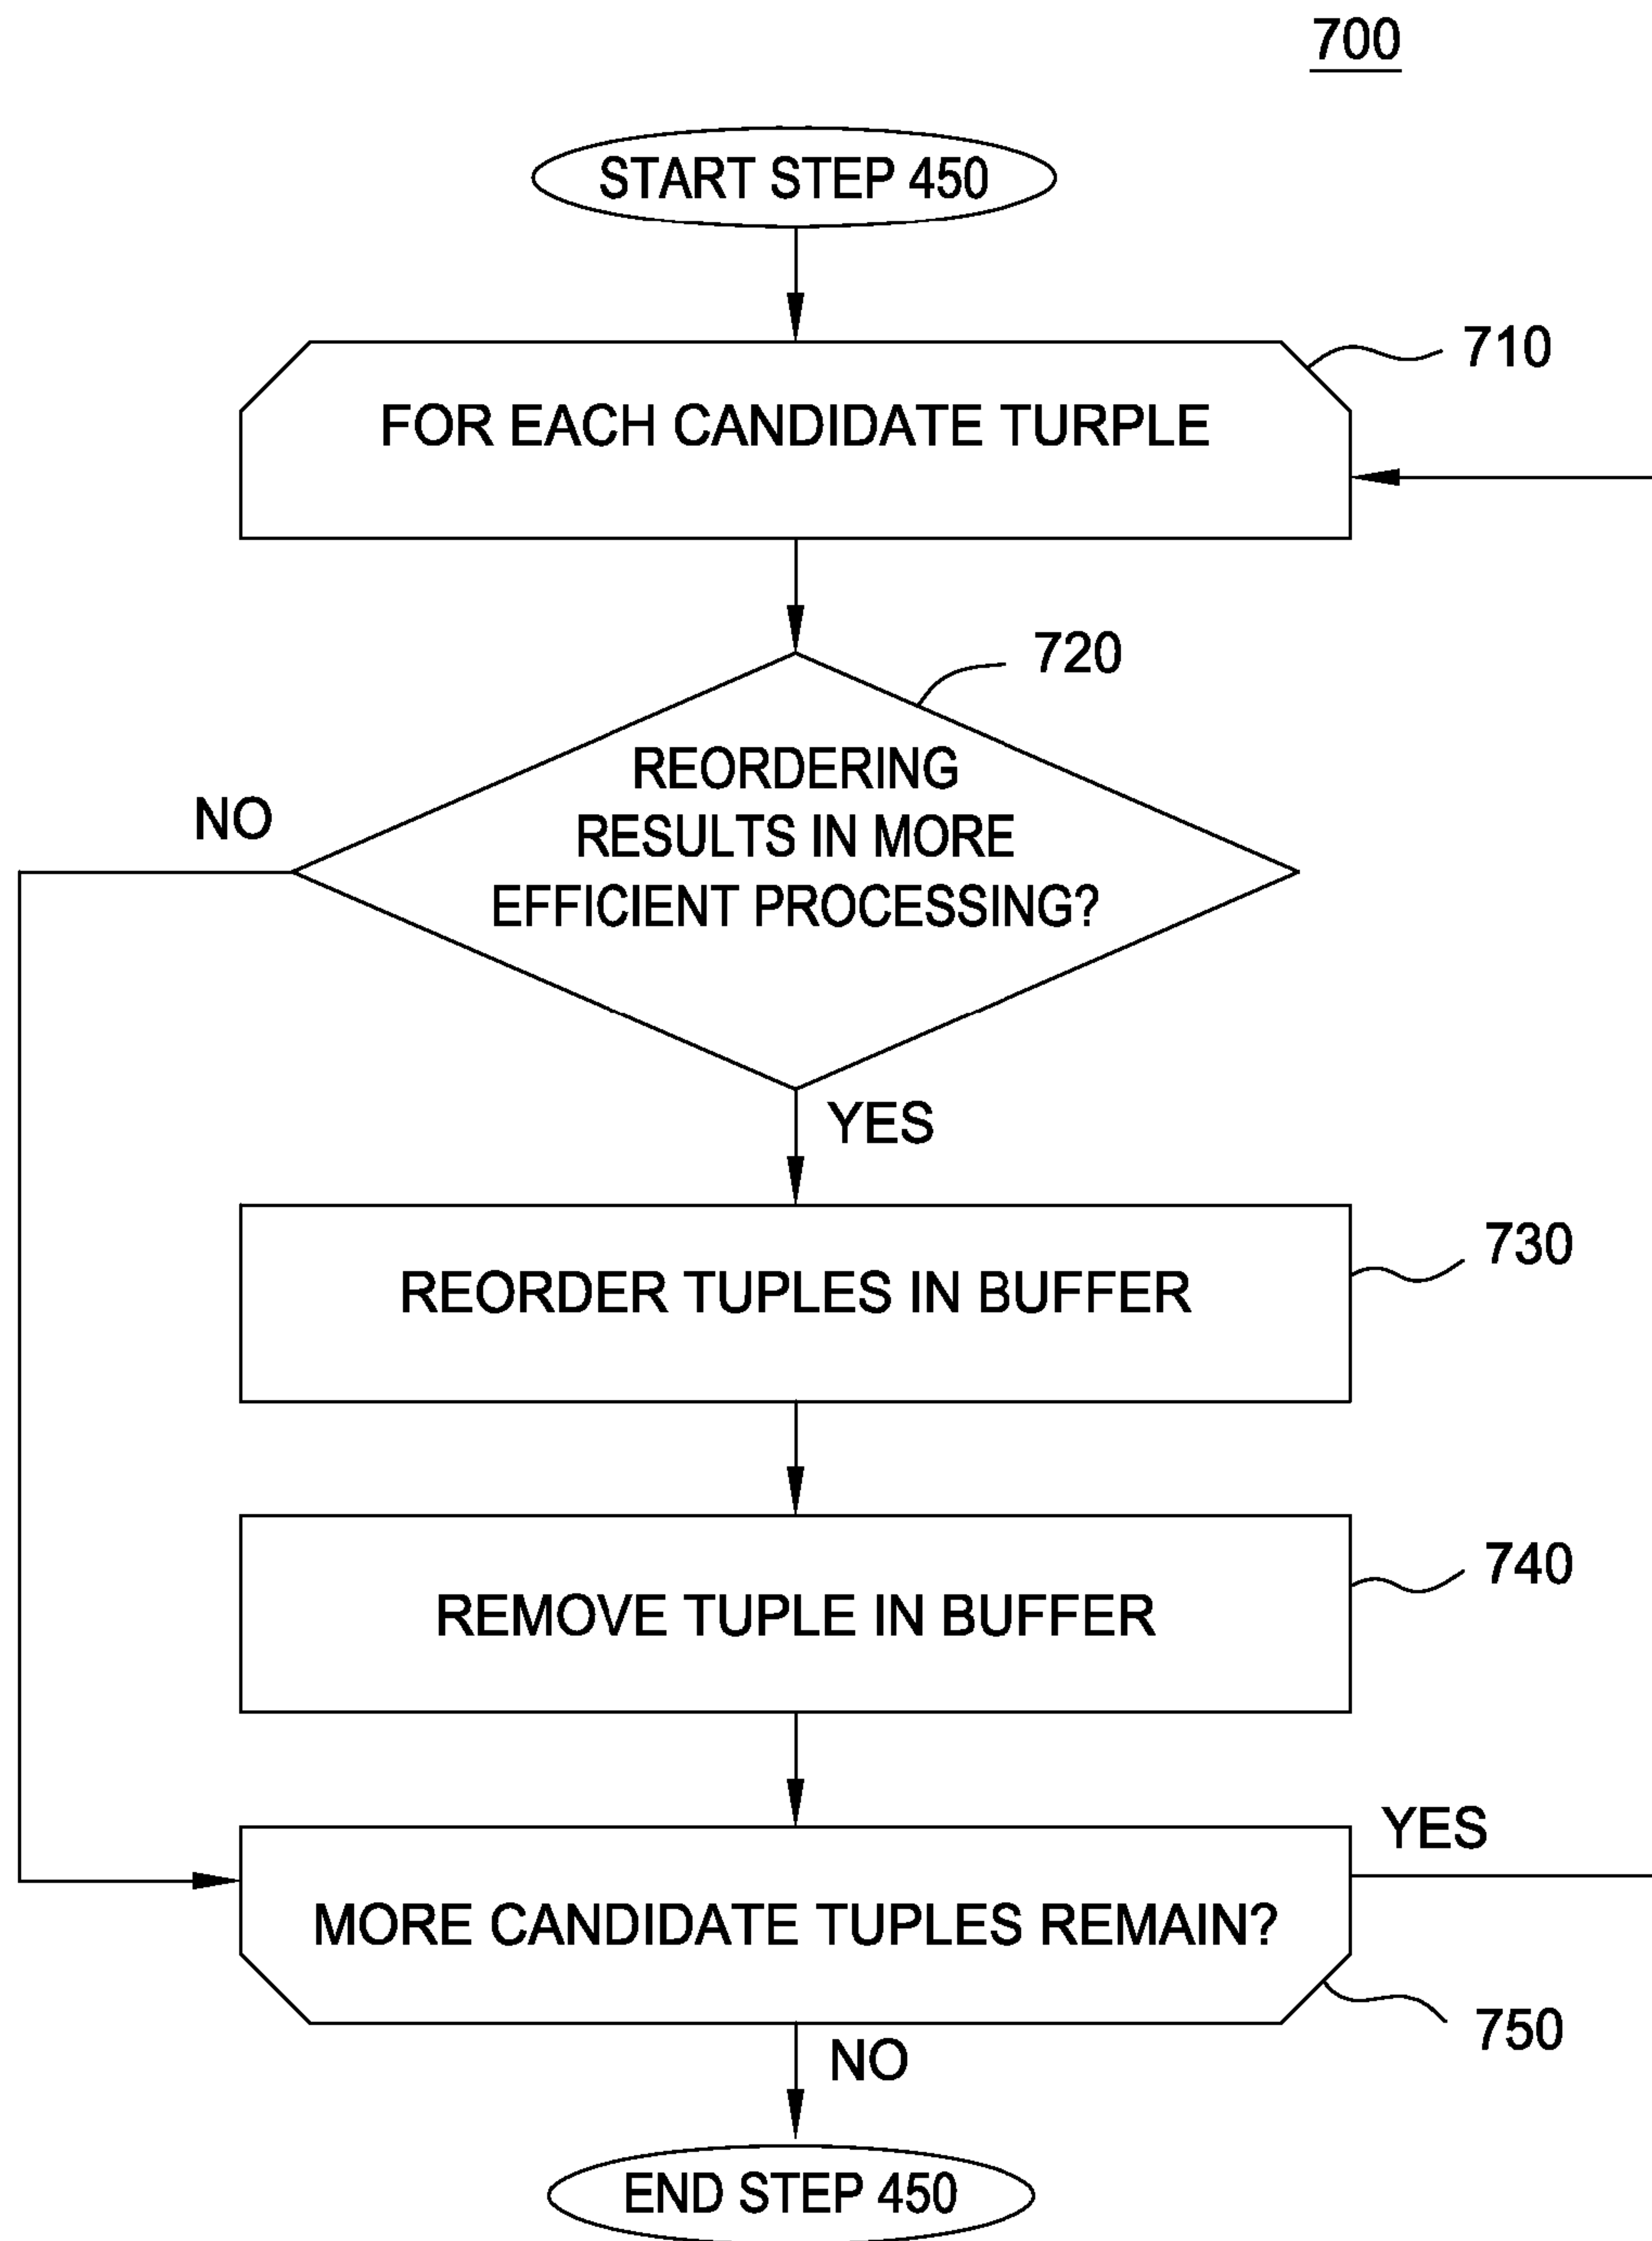 700
START STEP 450
710
FOR EACH CANDIDATE TURPLE
720
REORDERING
RESULTS IN MORE
EFFICIENT PROCESSING?
NO
YES
730
REORDER TUPLES IN BUFFER
740
REMOVE TUPLE IN BUFFER
YES
MORE CANDIDATE TUPLES REMAIN?
750
NO
END STEP 450